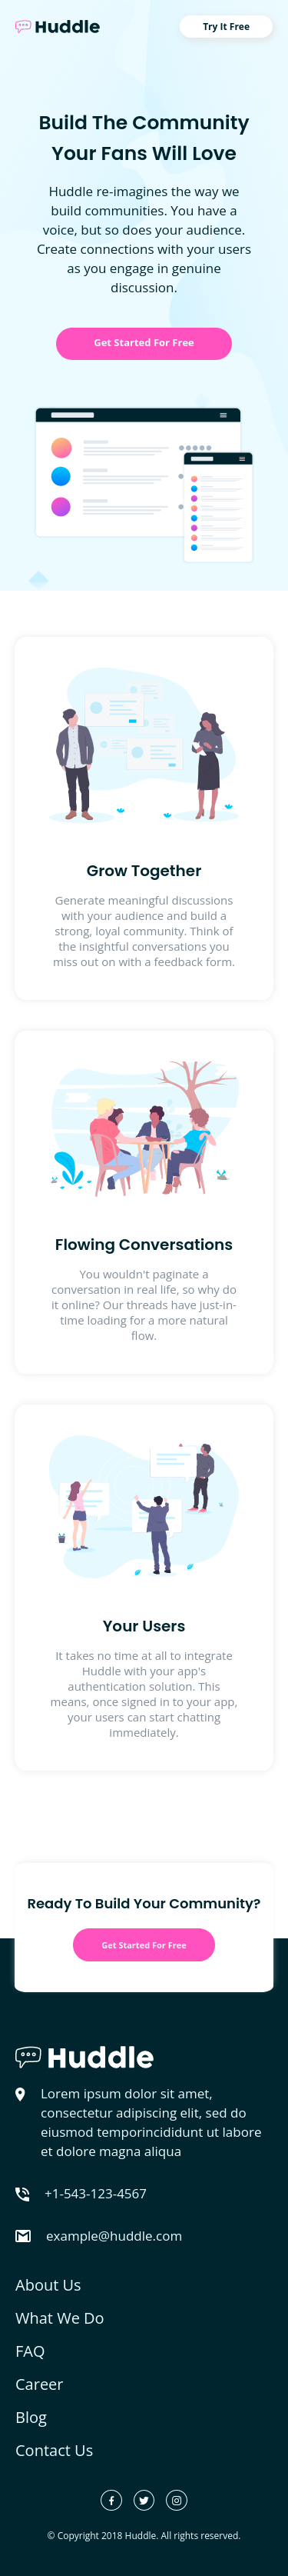 Huddle
Try It Free
Build The Community
Your Fans Will Love
Huddle re-imagines the way we
build communities. You have a
voice, but so does your audience.
Create connections with your users
as you engage in genuine
discussion.
Get Started For Free
Grow Together
Generate meaningful discussions
with your audience and build a
strong, loyal community. Think of
the insightful conversations you
miss out on with a feedback form.
Flowing Conversations
You wouldn't paginate a
conversation in real life, so why do
it online? Our threads have just-in-
time loading for a more natural
flow.
Your Users
It takes no time at all to integrate
Huddle with your app's
authentication solution. This
means, once signed in to your app,
your users can start chatting
immediately.
Ready To Build Your Community?
Get Started For Free
Huddle
Lorem ipsum dolor sit amet,
consectetur adipiscing elit, sed do
eiusmod temporincididunt ut labore
et dolore magna aliqua
+1-543-123-4567
example@huddle.com
About Us
What We Do
FAQ
Career
Blog
Contact Us
© Copyright 2018 Huddle. All rights reserved.